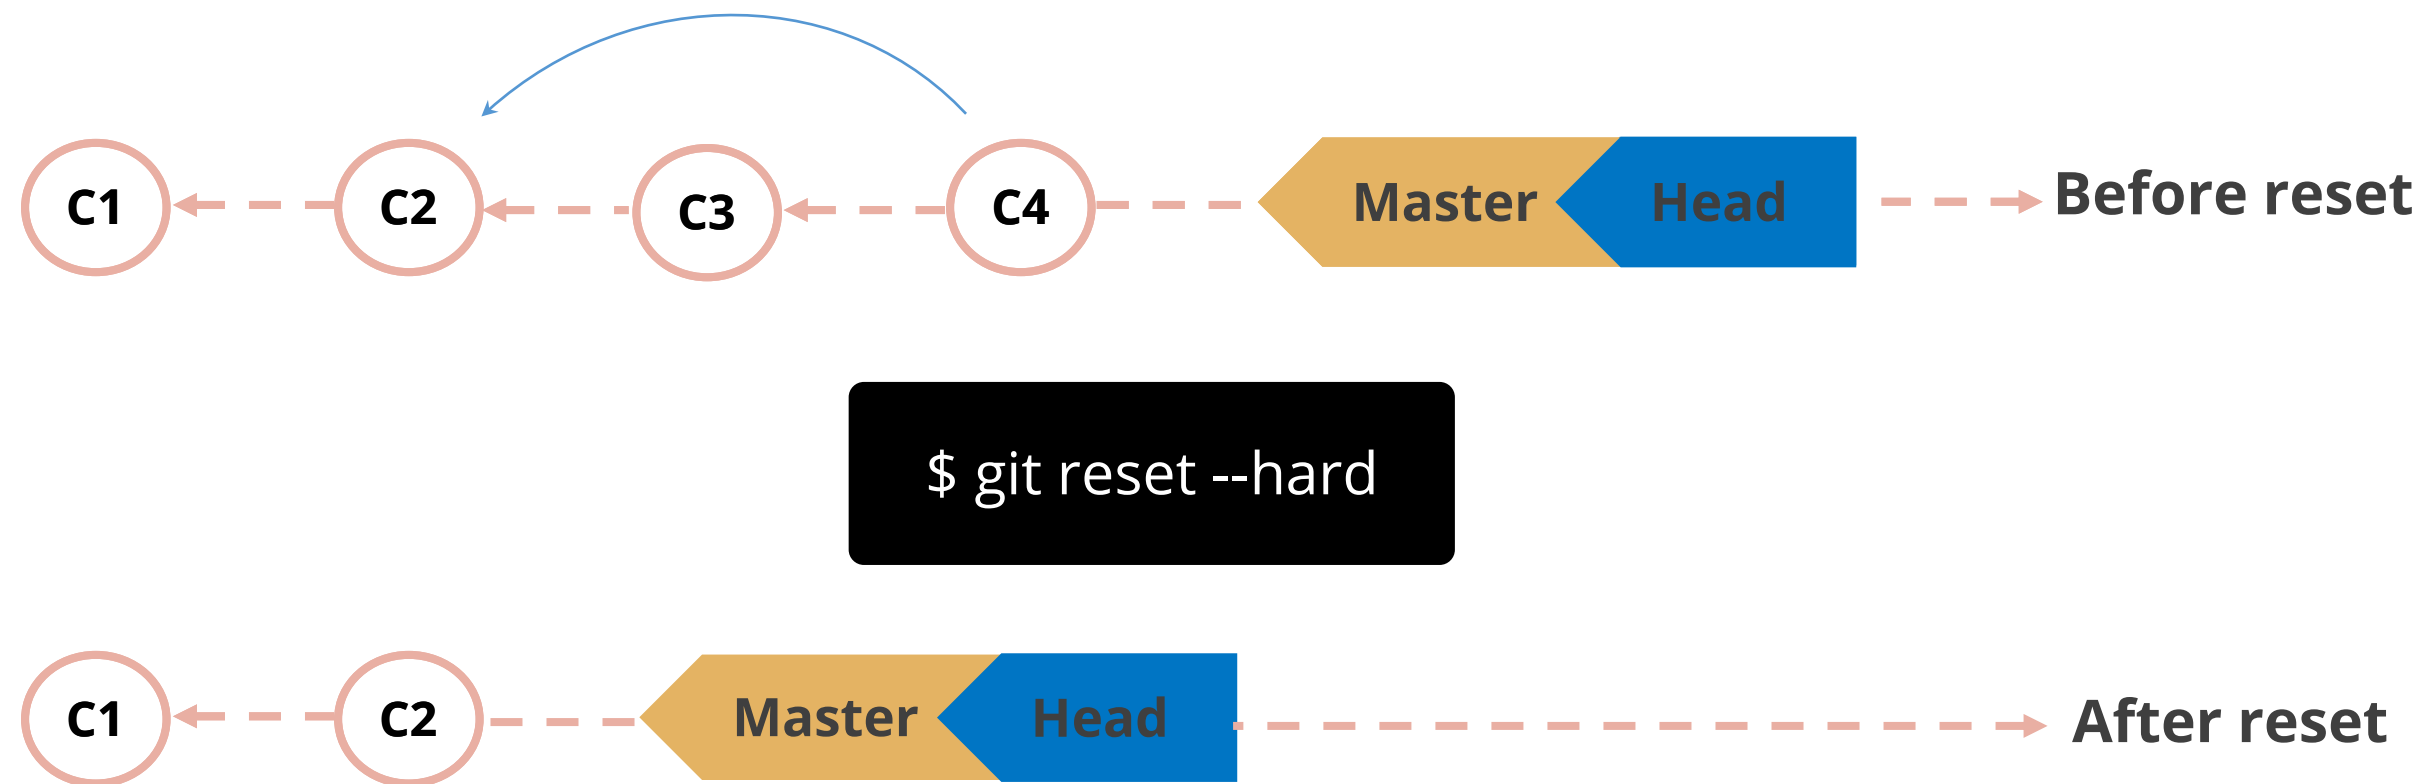 C1
C2
C3
C4
Master
Head
Before reset
$ git reset --hard
C1
C2
Master
Head
After reset